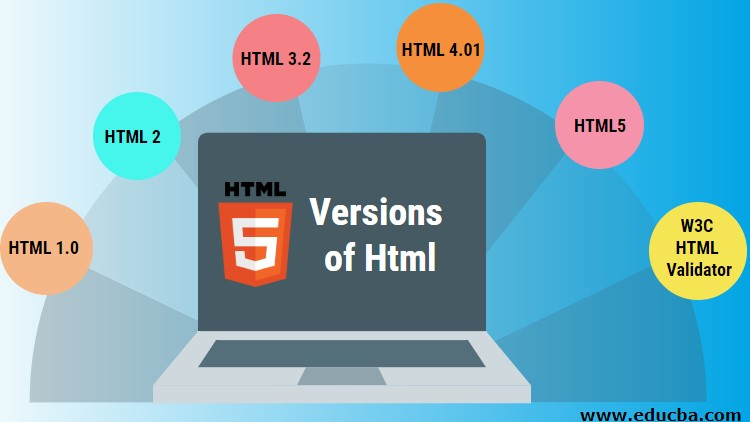 HTML 1.0
HTML 2
HTML 3.2
HTML 4.01
HTML5
W3C
HTML
Validator
HTML
5
Versions
of Html
www.educba.com